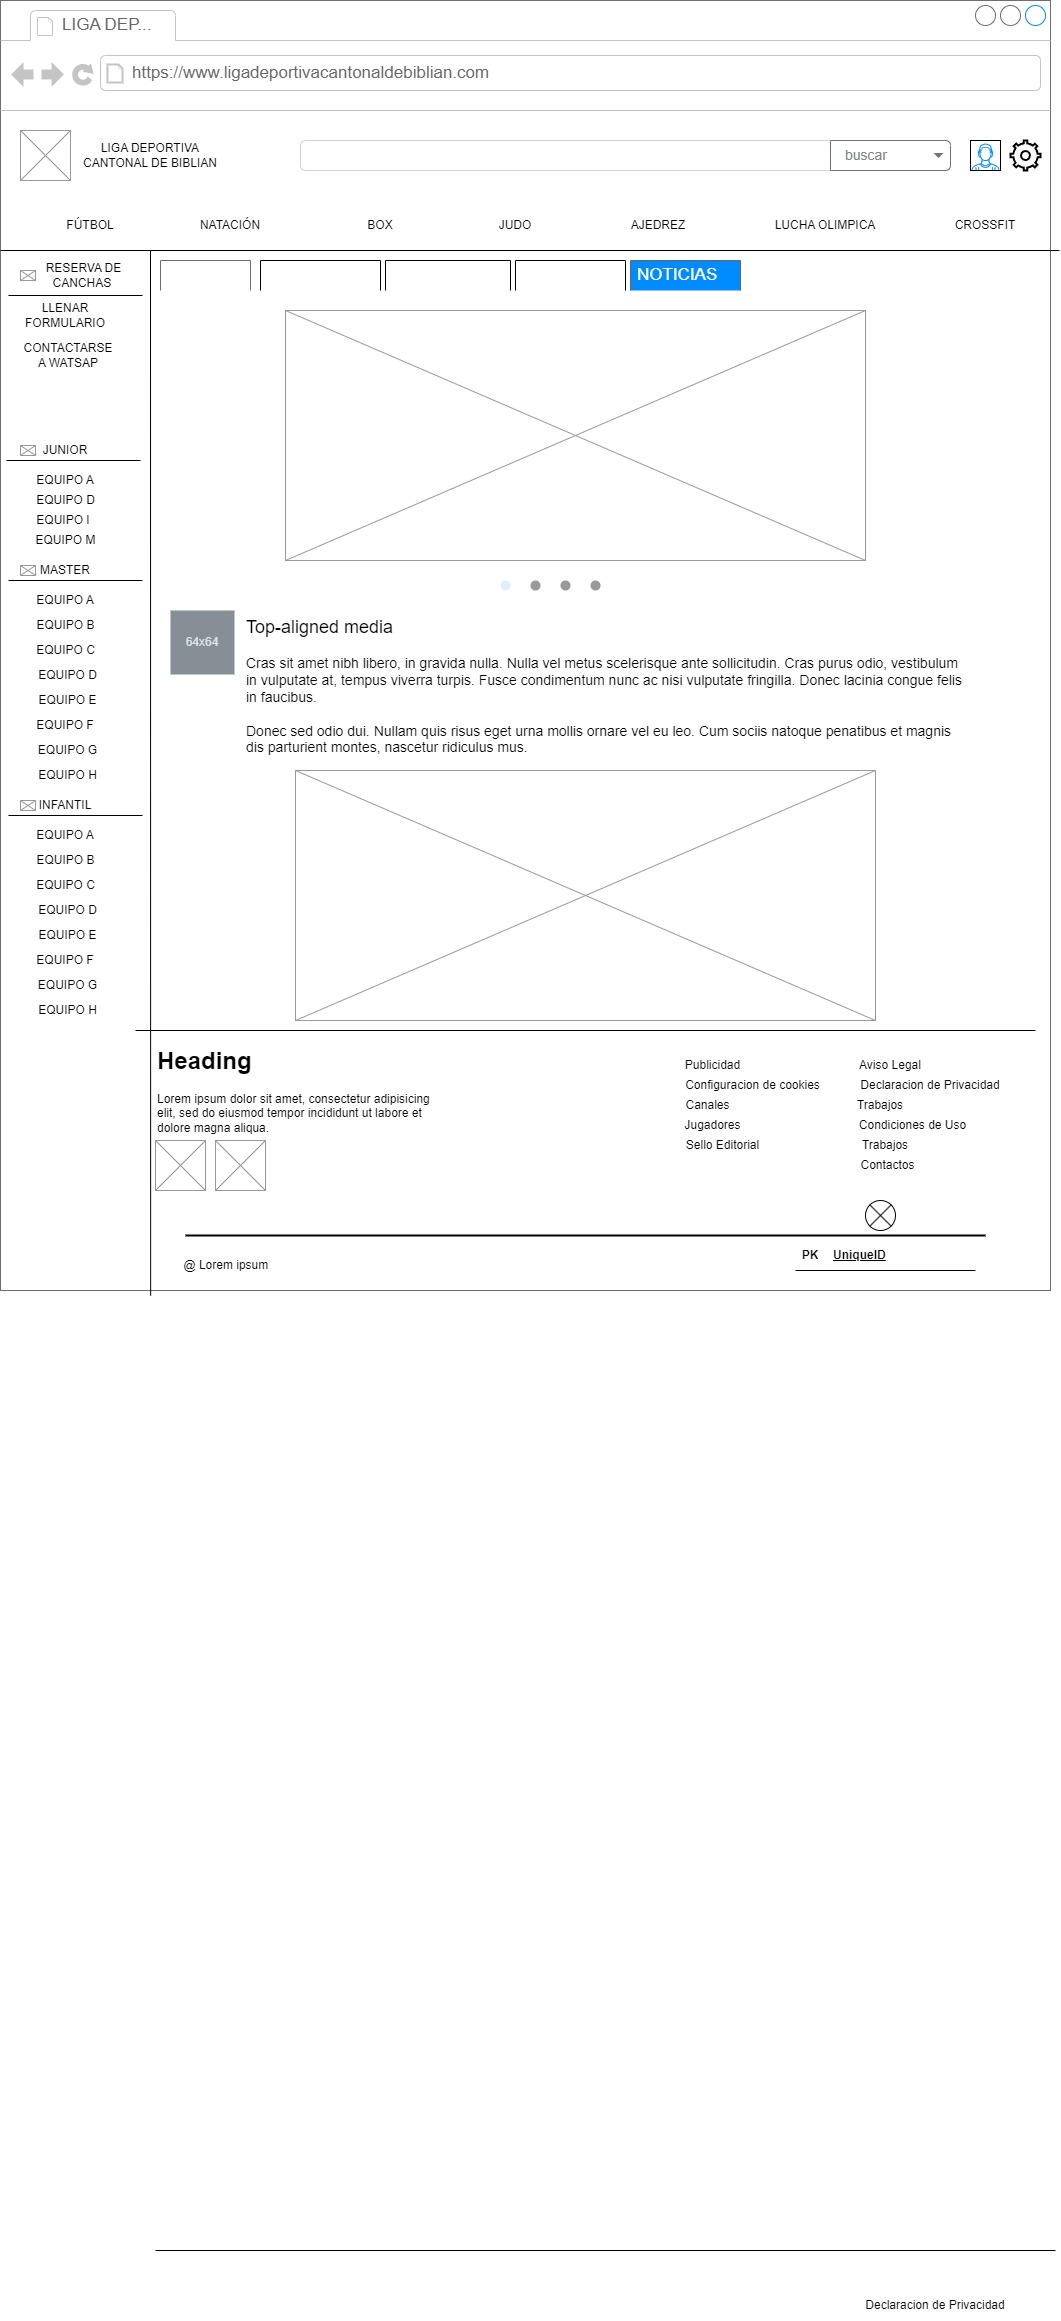 LIGA DEP...
https://www.ligadeportivacantonaldebiblian.com
LIGA DEPORTIVA
CANTONAL DE BIBLIAN
buscar
FÚTBOL
NATACIÓN
BOX
JUDO
AJEDREZ
LUCHA OLIMPICA
CROSSFIT
RESERVA DE
CANCHAS
LLENAR
FORMULARIO
CONTACTARSE
A WATSAP
JUNIOR
EQUIPO A
EQUIPO D
EQUIPO I
EQUIPO M
MASTER
EQUIPO A
EQUIPO B
EQUIPO C
EQUIPO D
EQUIPO E
EQUIPO F
EQUIPO G
EQUIPO H
INFANTIL
EQUIPO A
EQUIPO B
EQUIPO C
EQUIPO D
EQUIPO E
EQUIPO F
EQUIPO G
EQUIPO H
NOTICIAS
64x64
Top-aligned media
Cras sit amet nibh libero, in gravida nulla. Nulla vel metus scelerisque ante sollicitudin. Cras purus odio, vestibulum
in vulputate at, tempus viverra turpis. Fusce condimentum nunc ac nisi vulputate fringilla. Donec lacinia congue felis
in faucibus.
Donec sed odio dui. Nullam quis risus eget urna mollis ornare vel eu leo. Cum sociis natoque penatibus et magnis
dis parturient montes, nascetur ridiculus mus.
Heading
Lorem ipsum dolor sit amet, consectetur adipisicing
elit, sed do eiusmod tempor incididunt ut labore et
dolore magna aliqua.
Publicidad
Configuracion de cookies
Canales
Jugadores
Sello Editorial
Aviso Legal
Declaracion de Privacidad
Trabajos
Condiciones de Uso
Trabajos
Contactos
@ Lorem ipsum
PK UniqueID
Declaracion de Privacidad